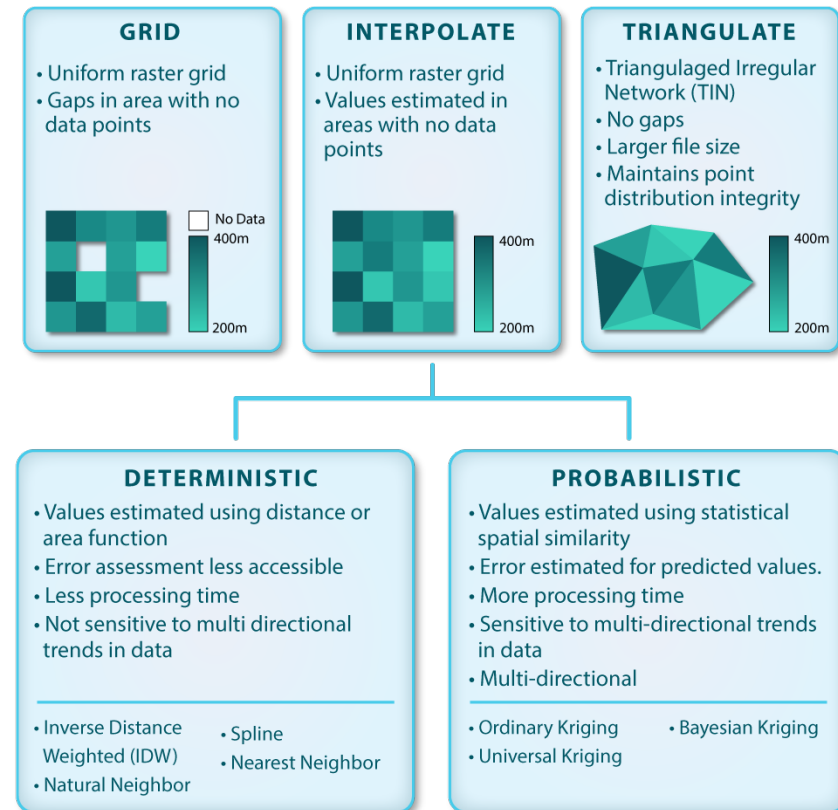 GRID
• Uniform raster grid
• Gaps in area with no
data points
No Data
400m
200m
INTERPOLATE
• Uniform raster grid
• Values estimated in
areas with no data
points
400m
200m
TRIANGULATE
• Triangulaged Irregular
Network (TIN)
• No gaps
• Larger file size
• Maintains point
distribution integrity
400m
200m
DETERMINISTIC
• Values estimated using distance or
area function
• Error assessment less accessible
• Less processing time
• Not sensitive to multi directional
trends in data
• Inverse Distance
Weighted (IDW)
• Natural Neighbor
• Spline
• Nearest Neighbor
PROBABILISTIC
• Values estimated using statistical
spatial similarity
• Error estimated for predicted values.
• More processing time
• Sensitive to multi-directional trends
in data
• Multi-directional
• Ordinary Kriging
• Universal Kriging
• Bayesian Kriging